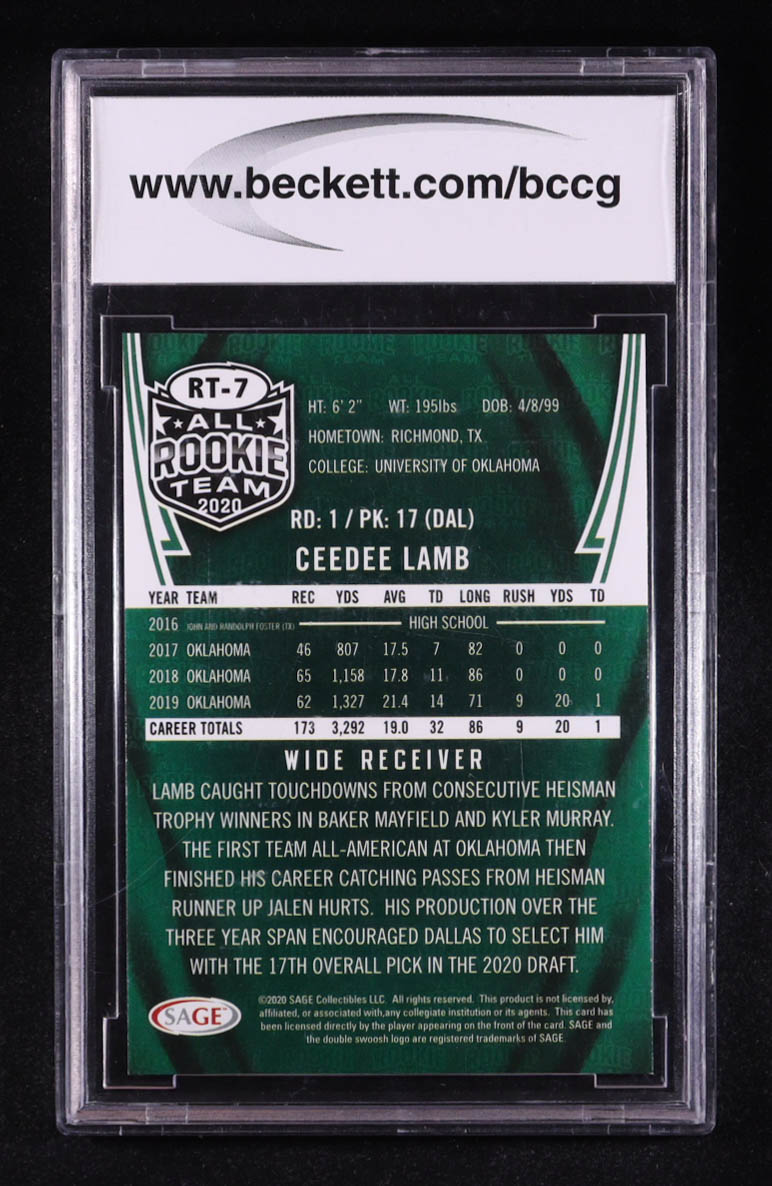 www.beckett.com/bccg
RT-7
ALL
ROOKIE
TEAM
2020
HT: 6' 2" WT: 195lbs DOB: 4/8/99
HOMETOWN: RICHMOND, TX
COLLEGE: UNIVERSITY OF OKLAHOMA
RD: 1 / PK: 17 (DAL)
CEEDEE LAMB
YEAR TEAM REC YDS AVG TD LONG RUSH YDS TD
2016 JOHN AND RANDOLPH FOSTER (TX) HIGH SCHOOL
2017 OKLAHOMA 46 807 17.5 7 82 0 0 0
2018 OKLAHOMA 65 1,158 17.8 11 86 0 0 0
2019 OKLAHOMA 62 1,327 21.4 14 71 9 20 1
CAREER TOTALS 173 3,292 19.0 32 86 9 20 1
WIDE RECEIVER
LAMB CAUGHT TOUCHDOWNS FROM CONSECUTIVE HEISMAN
TROPHY WINNERS IN BAKER MAYFIELD AND KYLER MURRAY.
THE FIRST TEAM ALL-AMERICAN AT OKLAHOMA THEN
FINISHED HIS CAREER CATCHING PASSES FROM HEISMAN
RUNNER UP JALEN HURTS. HIS PRODUCTION OVER THE
THREE YEAR SPAN ENCOURAGED DALLAS TO SELECT HIM
WITH THE 17TH OVERALL PICK IN THE 2020 DRAFT.
SAGE
©2020 SAGE Collectibles LLC. All rights reserved. This product is not licensed by,
affiliated, or associated with,any collegiate institution or its agents. This card has
been licensed directly by the player appearing on the front of the card. SAGE and
the double swoosh logo are registered trademarks of SAGE.